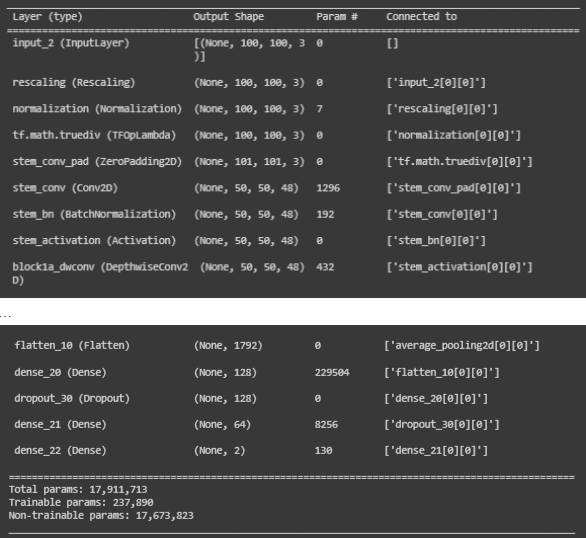 Layer (type) Output Shape Param # Connected to
input_2 (InputLayer) [(None, 100, 100, 3 0 []
)]
rescaling (Rescaling) (None, 100, 100, 3) 0 ['input_2[0][0]']
normalization (Normalization) (None, 100, 100, 3) 7 ['rescaling[0][0]']
tf.math.truediv (TFOpLambda) (None, 100, 100, 3) 0 ['normalization[0][0]']
stem_conv_pad (ZeroPadding2D) (None, 101, 101, 3) 0 ['tf.math.truediv[0][0]']
stem_conv (Conv2D) (None, 50, 50, 48) 1296 ['stem_conv_pad[0][0]']
stem_bn (BatchNormalization) (None, 50, 50, 48) 192 ['stem_conv[0][0]']
stem_activation (Activation) (None, 50, 50, 48) 0 ['stem_bn[0][0]']
block1a_dwconv (DepthwiseConv2 (None, 50, 50, 48) 432 ['stem_activation[0][0]']
D)
...
flatten_10 (Flatten) (None, 1792) 0 ['average_pooling2d[0][0]']
dense_20 (Dense) (None, 128) 229504 ['flatten_10[0][0]']
dropout_30 (Dropout) (None, 128) 0 ['dense_20[0][0]']
dense_21 (Dense) (None, 64) 8256 ['dropout_30[0][0]']
dense_22 (Dense) (None, 2) 130 ['dense_21[0][0]']
Total params: 17,911,713
Trainable params: 237,890
Non-trainable params: 17,673,823